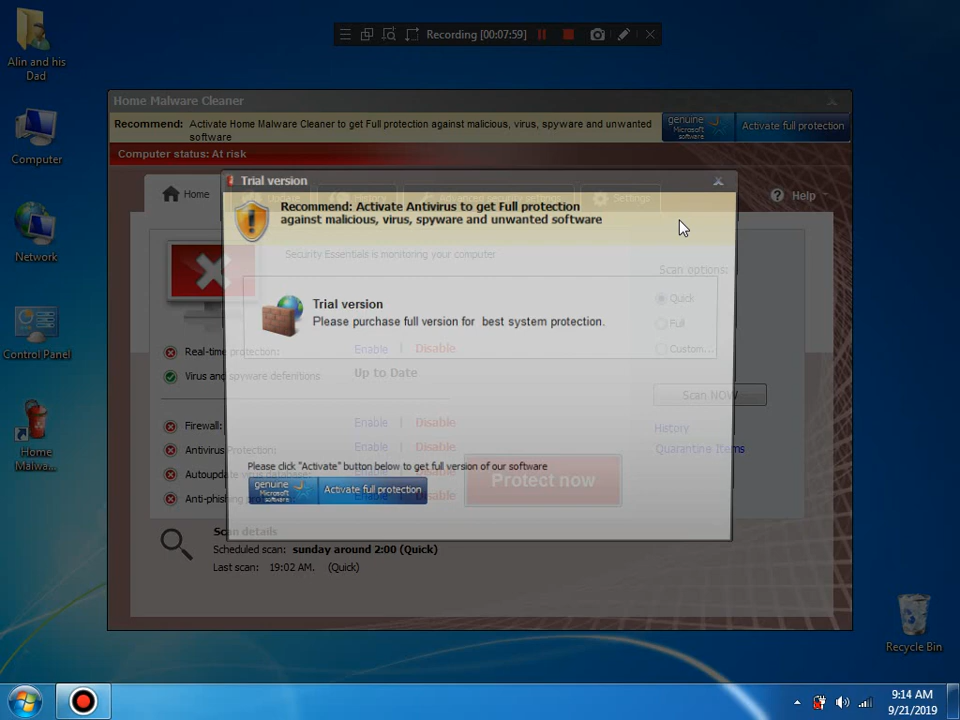 Alin and his
Dad
Computer
Network
Control Panel
Home
Malwa...
Recycle Bin
Recording [00:07:59]
Home Malware Cleaner
Recommend: Activate Home Malware Cleaner to get Full protection against malicious, virus, spyware and unwanted
software
genuine
Microsoft
software
Activate full protection
Computer status: At risk
Home
Settings
Help
Trial version
Recommend: Activate Antivirus to get Full protection
against malicious, virus, spyware and unwanted software
Security Essentials is monitoring your computer.
Scan options:
Trial version
Please purchase full version for best system protection.
Quick
Full
Custom...
Real-time protection: Enable | Disable
Virus and spyware defenitions: Up to Date
Scan NOW
Firewall: Enable | Disable
History
Antivirus Protection: Enable | Disable
Quarantine Items
Please click "Activate" button below to get full version of our software
Autoupdate
Protect now
genuine
Microsoft
software
Activate full protection
Anti-phishing
Scan details
Scheduled scan: sunday around 2:00 (Quick)
Last scan: 19:02 AM. (Quick)
9:14 AM
9/21/2019